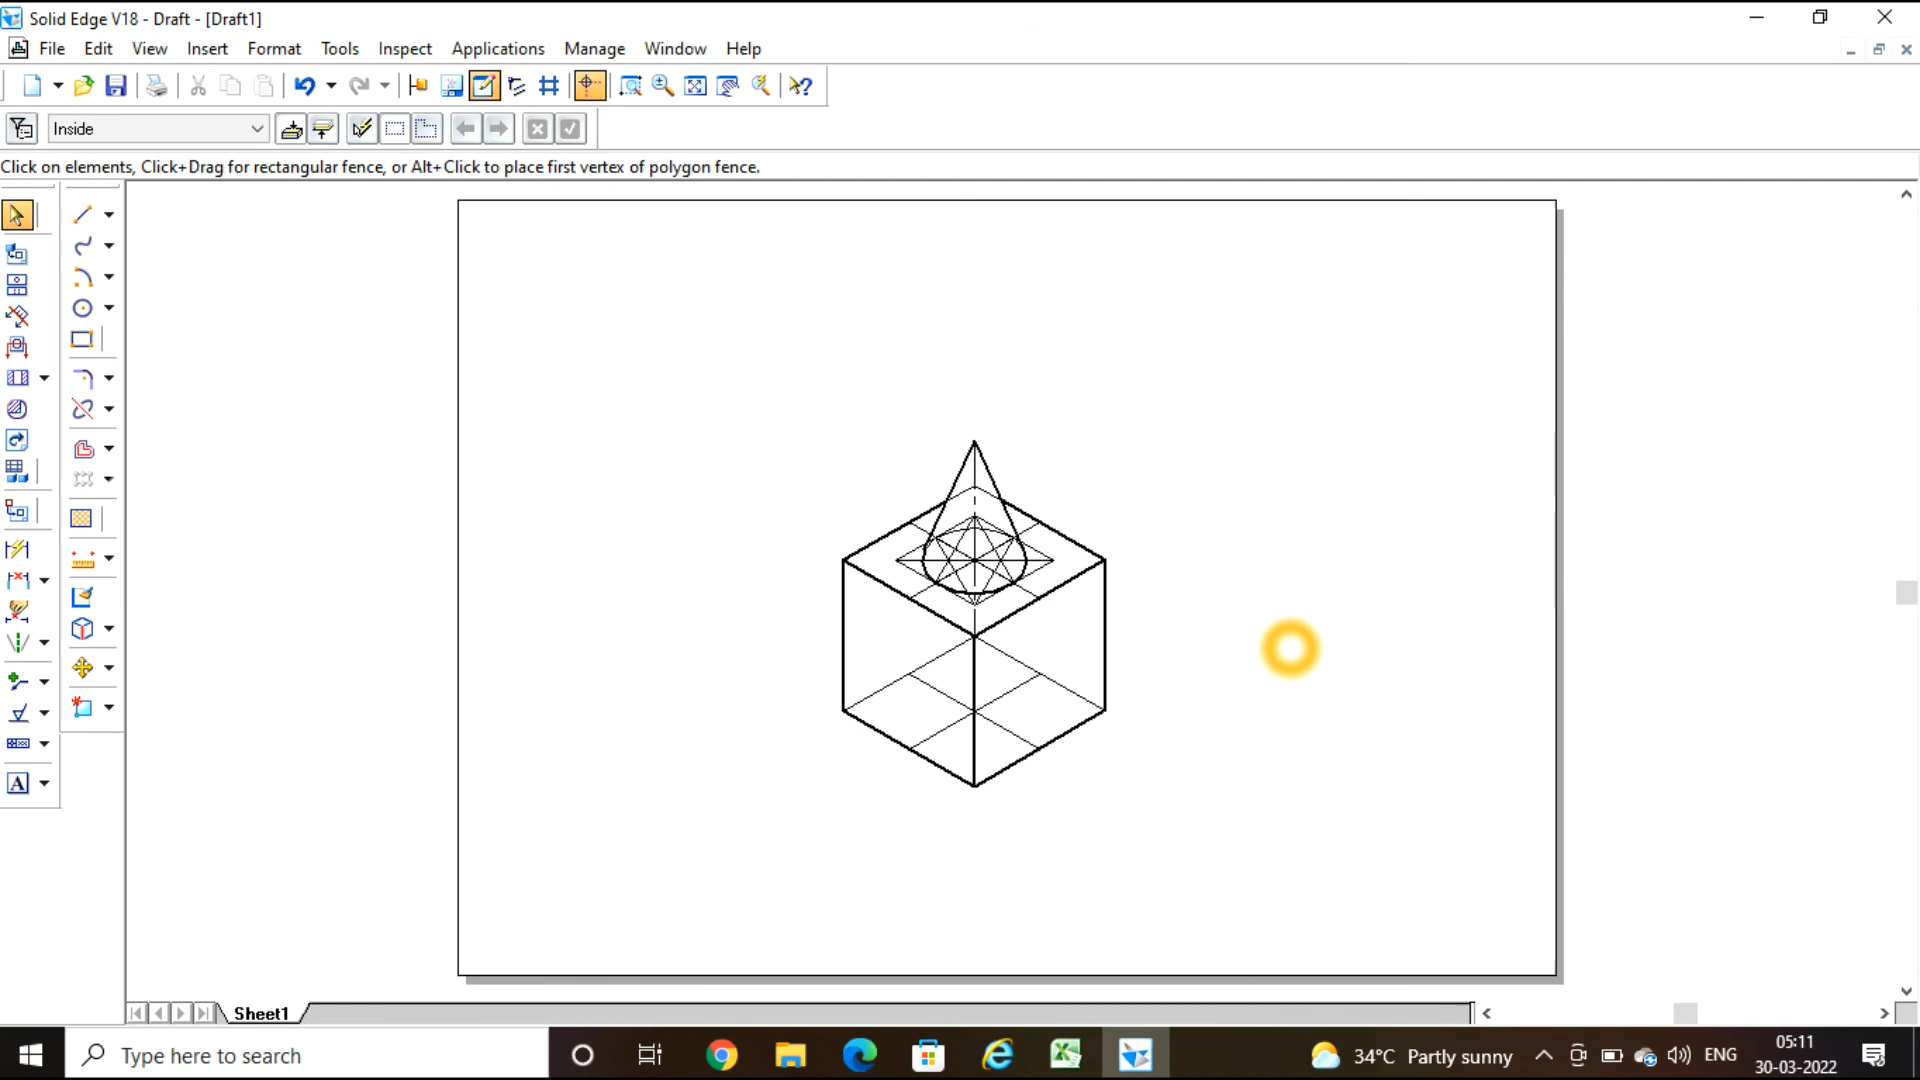 Solid Edge V18 - Draft - [Draft1]
File Edit View Insert Format Tools Inspect Applications Manage Window Help
Inside
Click on elements, Click+Drag for rectangular fence, or Alt+Click to place first vertex of polygon fence.
A
Sheet1
Type here to search
34°C Partly sunny
ENG
05:11
30-03-2022